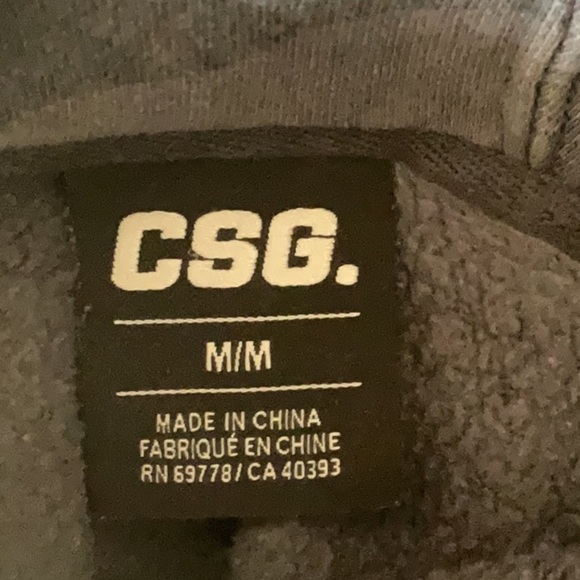 CSG.
M/M
MADE IN CHINA
FABRIQUÉ EN CHINE
RN 69778/ CA 40393